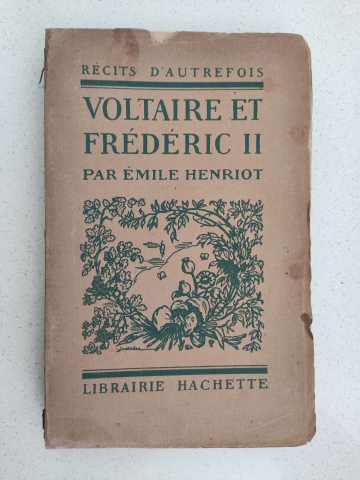 RÉCITS D'AUTREFOIS
VOLTAIRE ET
FRÉDÉRIC II
PAR ÉMILE HENRIOT
LIBRAIRIE HACHETTE